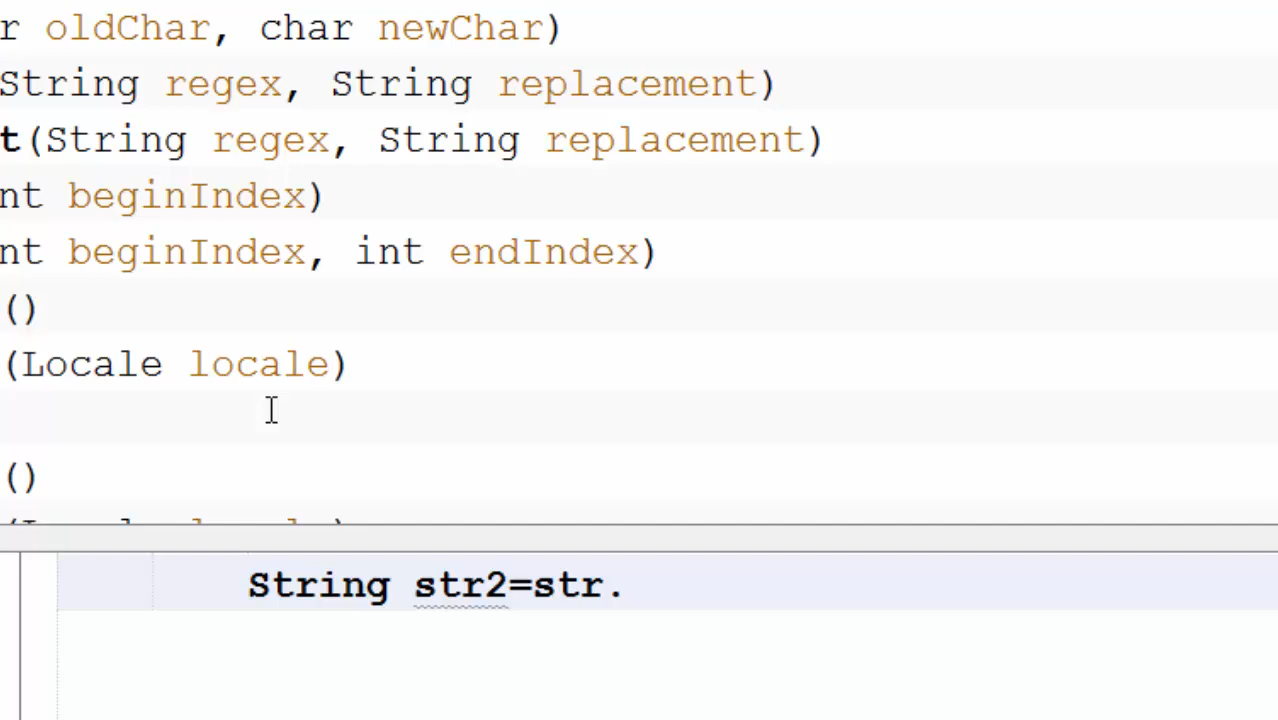 r oldChar, char newChar)
String regex, String replacement)
t(String regex, String replacement)
nt beginIndex)
nt beginIndex, int endIndex)
()
(Locale locale)
()
String str2=str.